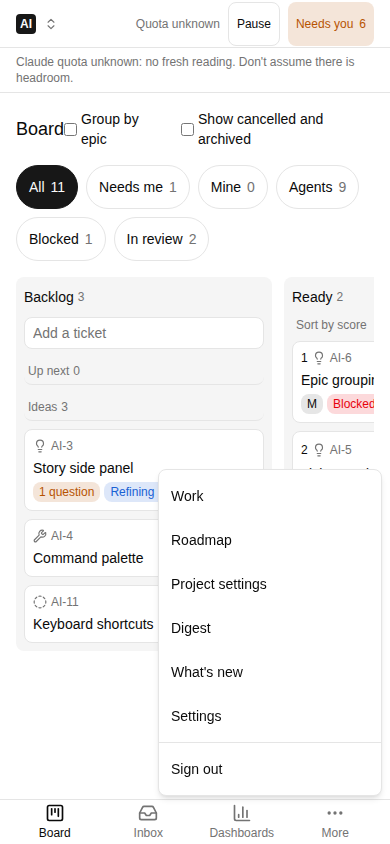 AI
Quota unknown
Pause
Needs you 6
Claude quota unknown: no fresh reading. Don't assume there is
headroom.
Board
Group by
epic
Show cancelled and
archived
All 11
Needs me 1
Mine 0
Agents 9
Blocked 1
In review 2
Backlog 3
Add a ticket
Up next 0
Ideas 3
AI-3
Story side panel
1 question
Refining
AI-4
Command palette
AI-11
Keyboard shortcuts
Ready 2
Sort by score
1 AI-6
M
Blocked
2 AI-5
Work
Roadmap
Project settings
Digest
What's new
Settings
Sign out
Board
Inbox
Dashboards
More